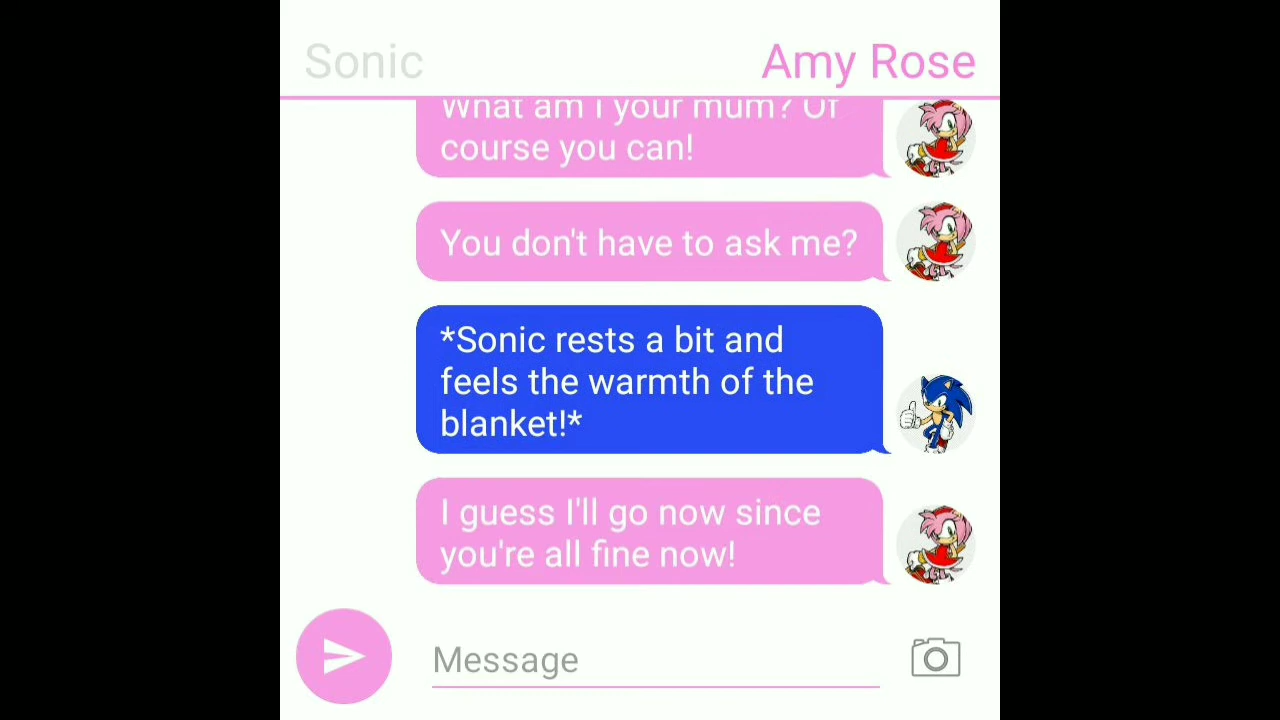 Sonic
Amy Rose
What am I your mum? Of
course you can!
You don't have to ask me?
*Sonic rests a bit and
feels the warmth of the
blanket!*
I guess I'll go now since
you're all fine now!
Message